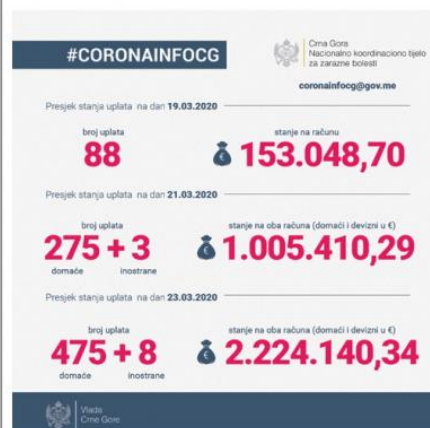 #CORONAINFOCG
Crna Gora
Nacionalno koordinaciono tijelo
za zarazne bolesti
coronainfocg@gov.me
Presjek stanja uplata na dan 19.03.2020
broj uplata
88
stanje na računu
€ 153.048,70
Presjek stanja uplata na dan 21.03.2020
broj uplata
275 + 3
domaće inostrane
stanje na oba računa (domaći i devizni u €)
€ 1.005.410,29
Presjek stanja uplata na dan 23.03.2020
broj uplata
475 + 8
domaće inostrane
stanje na oba računa (domaći i devizni u €)
€ 2.224.140,34
Vlada
Crne Gore